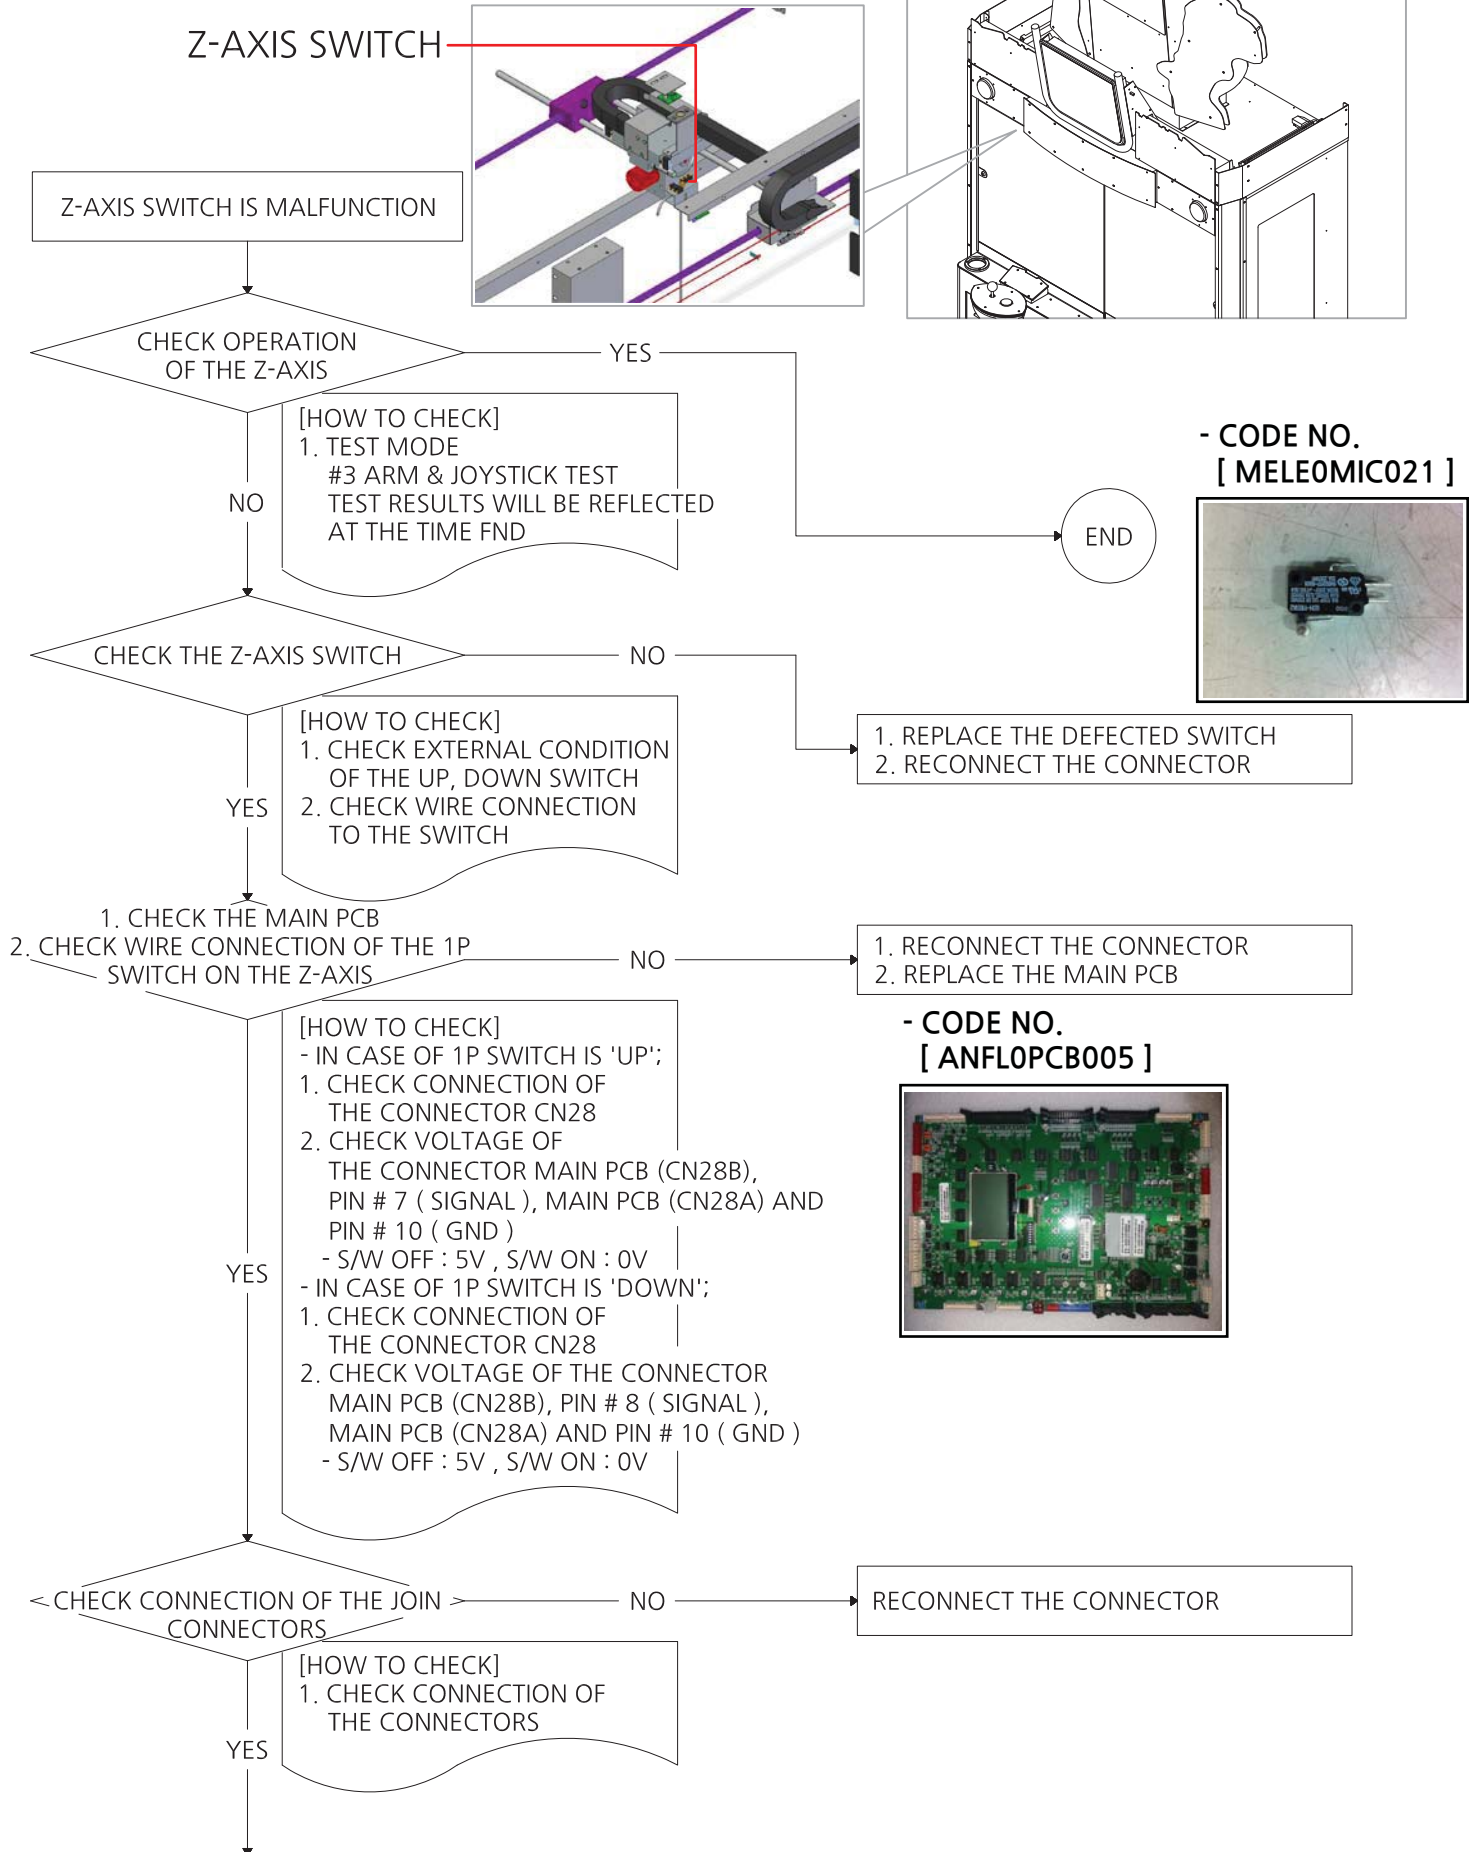 Z-AXIS SWITCH
Z-AXIS SWITCH IS MALFUNCTION
CHECK OPERATION
OF THE Z-AXIS
YES
[HOW TO CHECK]
1. TEST MODE
#3 ARM & JOYSTICK TEST
TEST RESULTS WILL BE REFLECTED
AT THE TIME FND
NO
END
- CODE NO.
[ MELE0MIC021 ]
CHECK THE Z-AXIS SWITCH
NO
[HOW TO CHECK]
1. CHECK EXTERNAL CONDITION
OF THE UP, DOWN SWITCH
2. CHECK WIRE CONNECTION
TO THE SWITCH
YES
1. REPLACE THE DEFECTED SWITCH
2. RECONNECT THE CONNECTOR
1. CHECK THE MAIN PCB
2. CHECK WIRE CONNECTION OF THE 1P
SWITCH ON THE Z-AXIS
NO
1. RECONNECT THE CONNECTOR
2. REPLACE THE MAIN PCB
- CODE NO.
[ ANFL0PCB005 ]
[HOW TO CHECK]
- IN CASE OF 1P SWITCH IS 'UP';
1. CHECK CONNECTION OF
THE CONNECTOR CN28
2. CHECK VOLTAGE OF
THE CONNECTOR MAIN PCB (CN28B),
PIN # 7 ( SIGNAL ), MAIN PCB (CN28A) AND
PIN # 10 ( GND )
- S/W OFF : 5V , S/W ON : 0V
- IN CASE OF 1P SWITCH IS 'DOWN';
1. CHECK CONNECTION OF
THE CONNECTOR CN28
2. CHECK VOLTAGE OF THE CONNECTOR
MAIN PCB (CN28B), PIN # 8 ( SIGNAL ),
MAIN PCB (CN28A) AND PIN # 10 ( GND )
- S/W OFF : 5V , S/W ON : 0V
YES
CHECK CONNECTION OF THE JOIN
CONNECTORS
NO
RECONNECT THE CONNECTOR
[HOW TO CHECK]
1. CHECK CONNECTION OF
THE CONNECTORS
YES